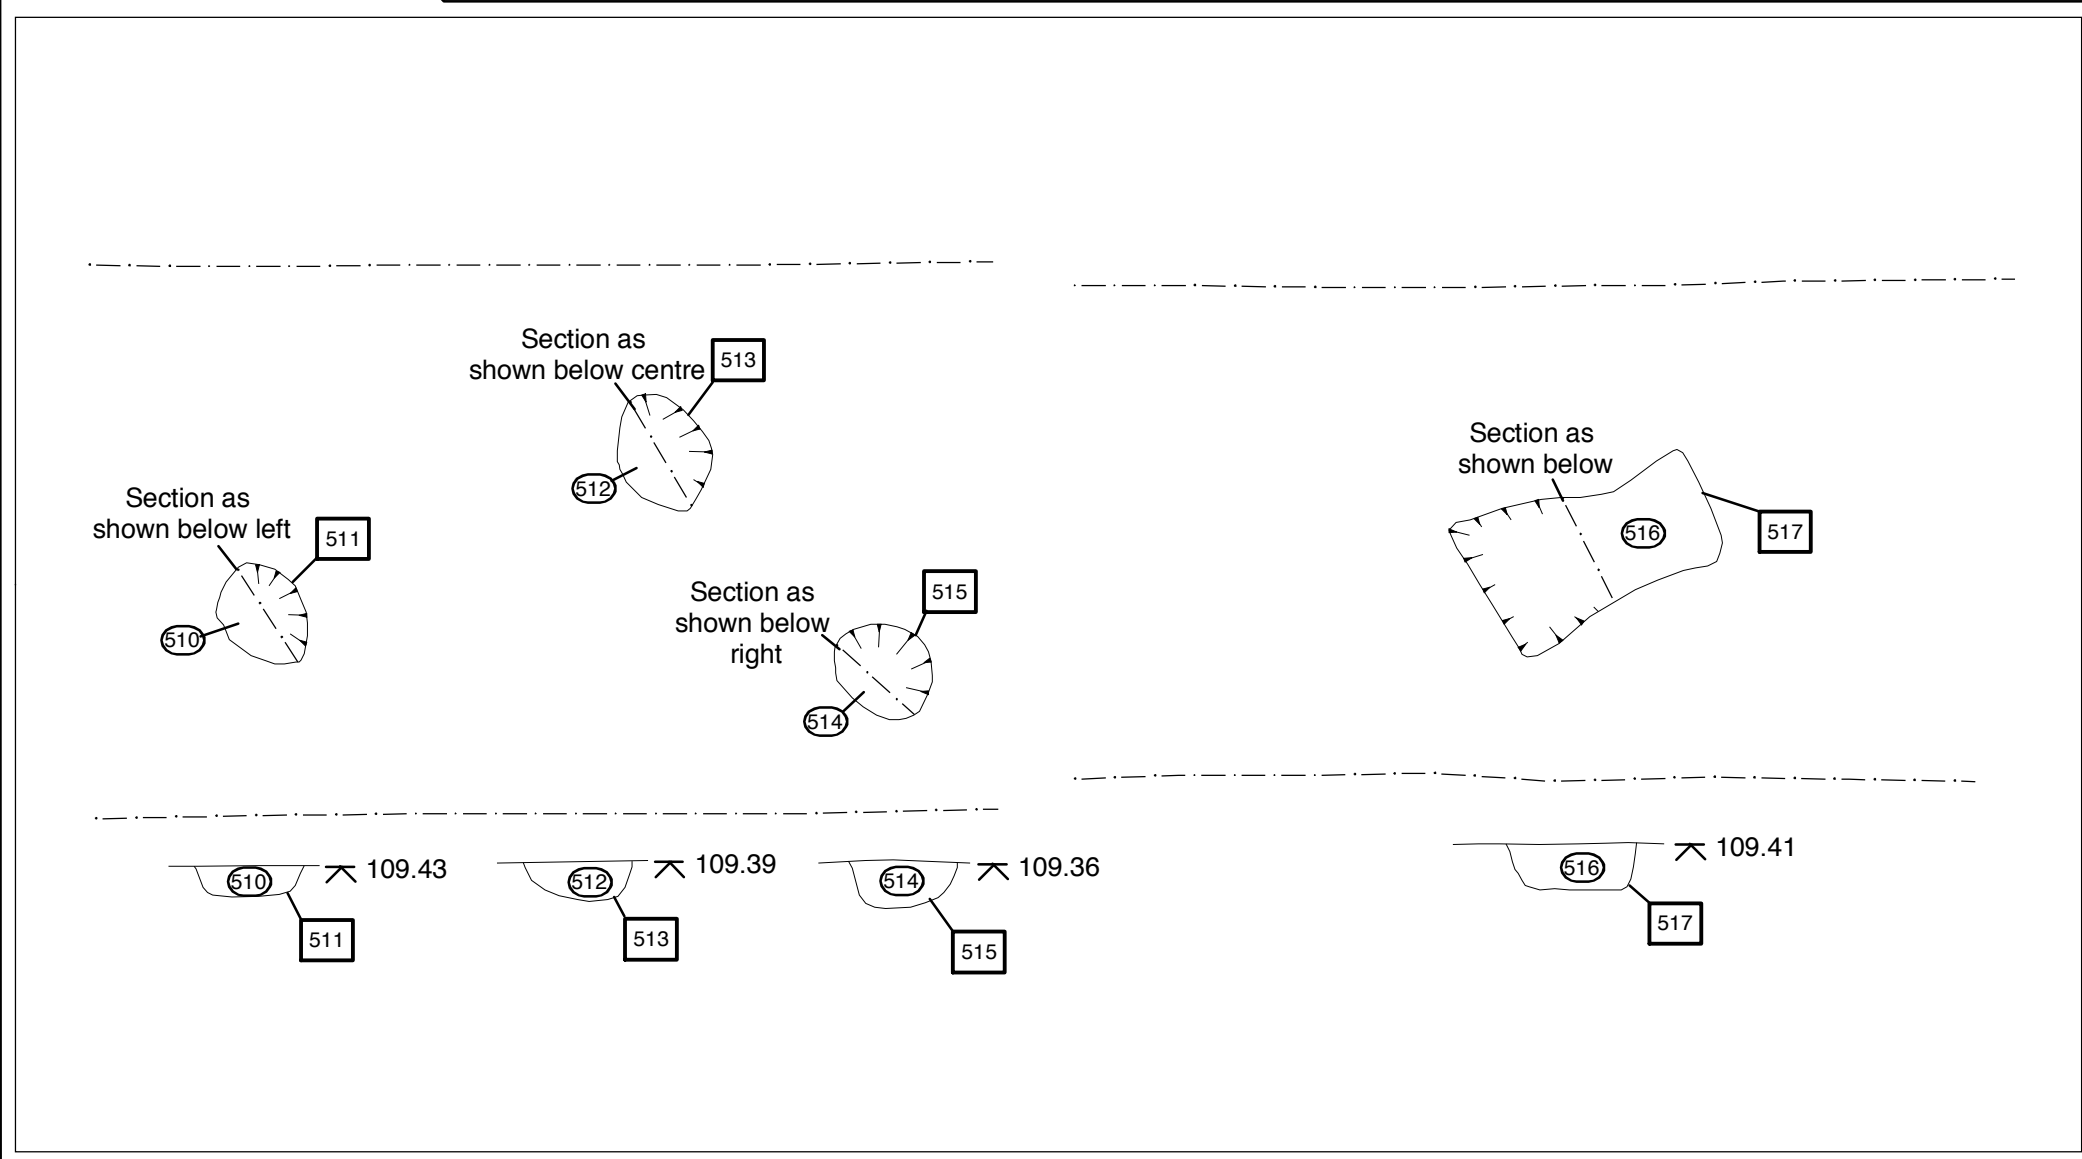 Section as
shown below centre
513
512
Section as
shown below left
511
510
Section as
shown below
right
515
514
Section as
shown below
516
517
510
109.43
511
512
109.39
513
514
109.36
515
516
109.41
517